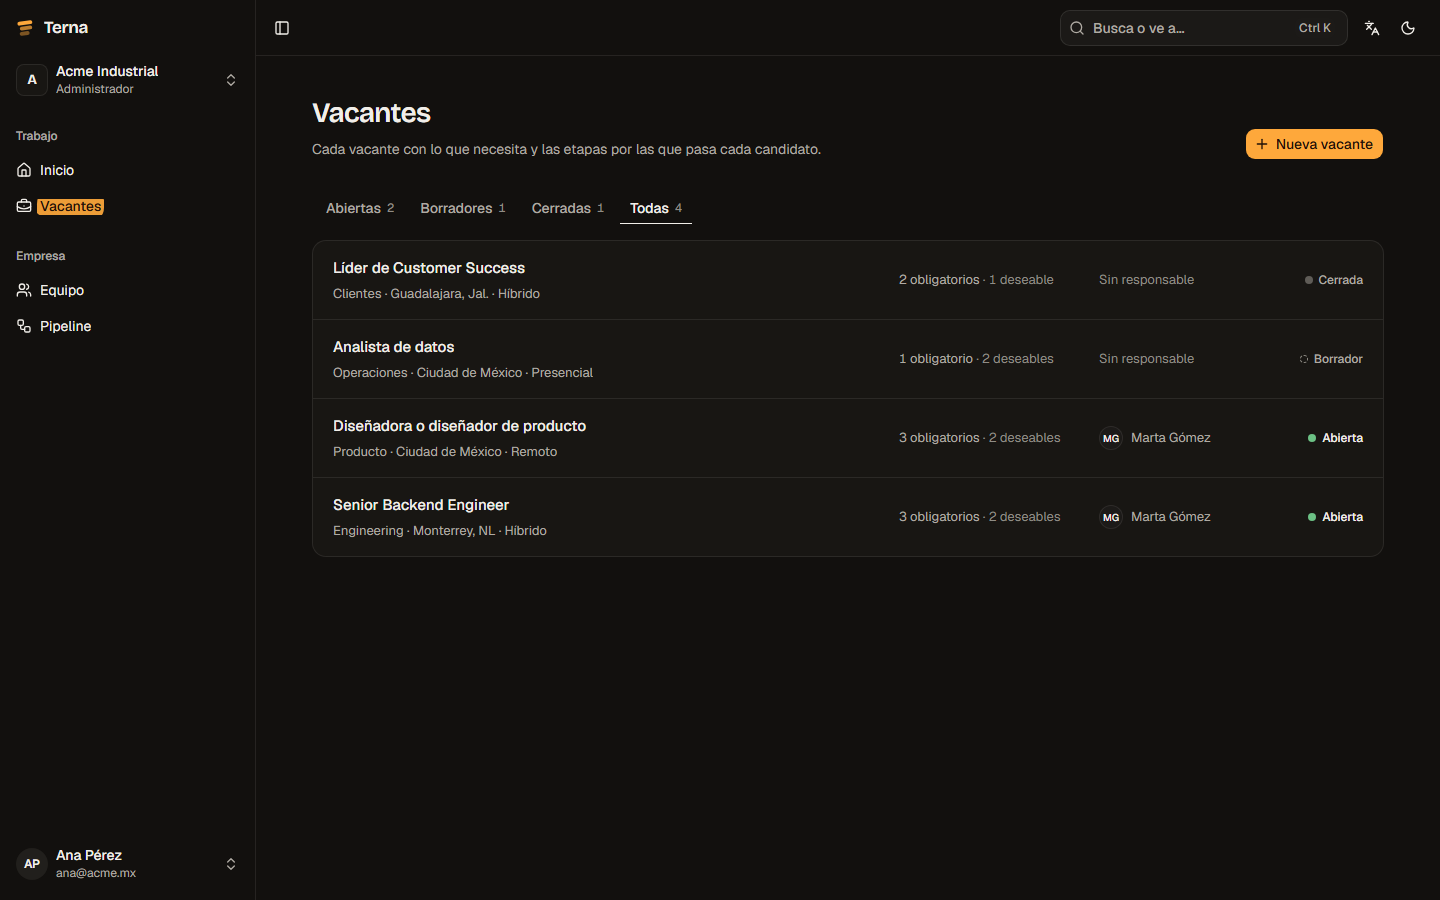 Terna
A
Acme Industrial
Administrador
Trabajo
Inicio
Vacantes
Empresa
Equipo
Pipeline
AP
Ana Pérez
ana@acme.mx
Busca o ve a...
Ctrl K
Vacantes
Cada vacante con lo que necesita y las etapas por las que pasa cada candidato.
Nueva vacante
Abiertas 2 Borradores 1 Cerradas 1 Todas 4
Líder de Customer Success
Clientes · Guadalajara, Jal. · Híbrido
2 obligatorios · 1 deseable
Sin responsable
Cerrada
Analista de datos
Operaciones · Ciudad de México · Presencial
1 obligatorio · 2 deseables
Sin responsable
Borrador
Diseñadora o diseñador de producto
Producto · Ciudad de México · Remoto
3 obligatorios · 2 deseables
MG Marta Gómez
Abierta
Senior Backend Engineer
Engineering · Monterrey, NL · Híbrido
3 obligatorios · 2 deseables
MG Marta Gómez
Abierta